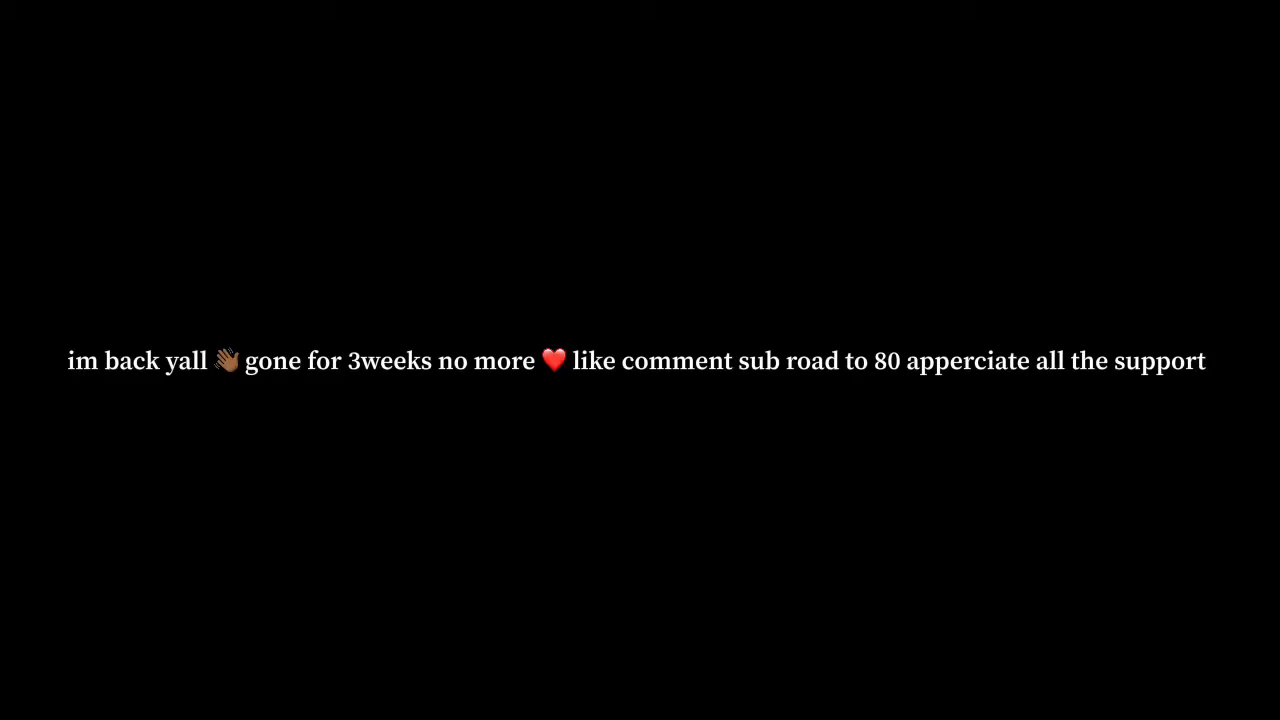 im back yall 👋🏾 gone for 3weeks no more ❤️ like comment sub road to 80 apperciate all the support